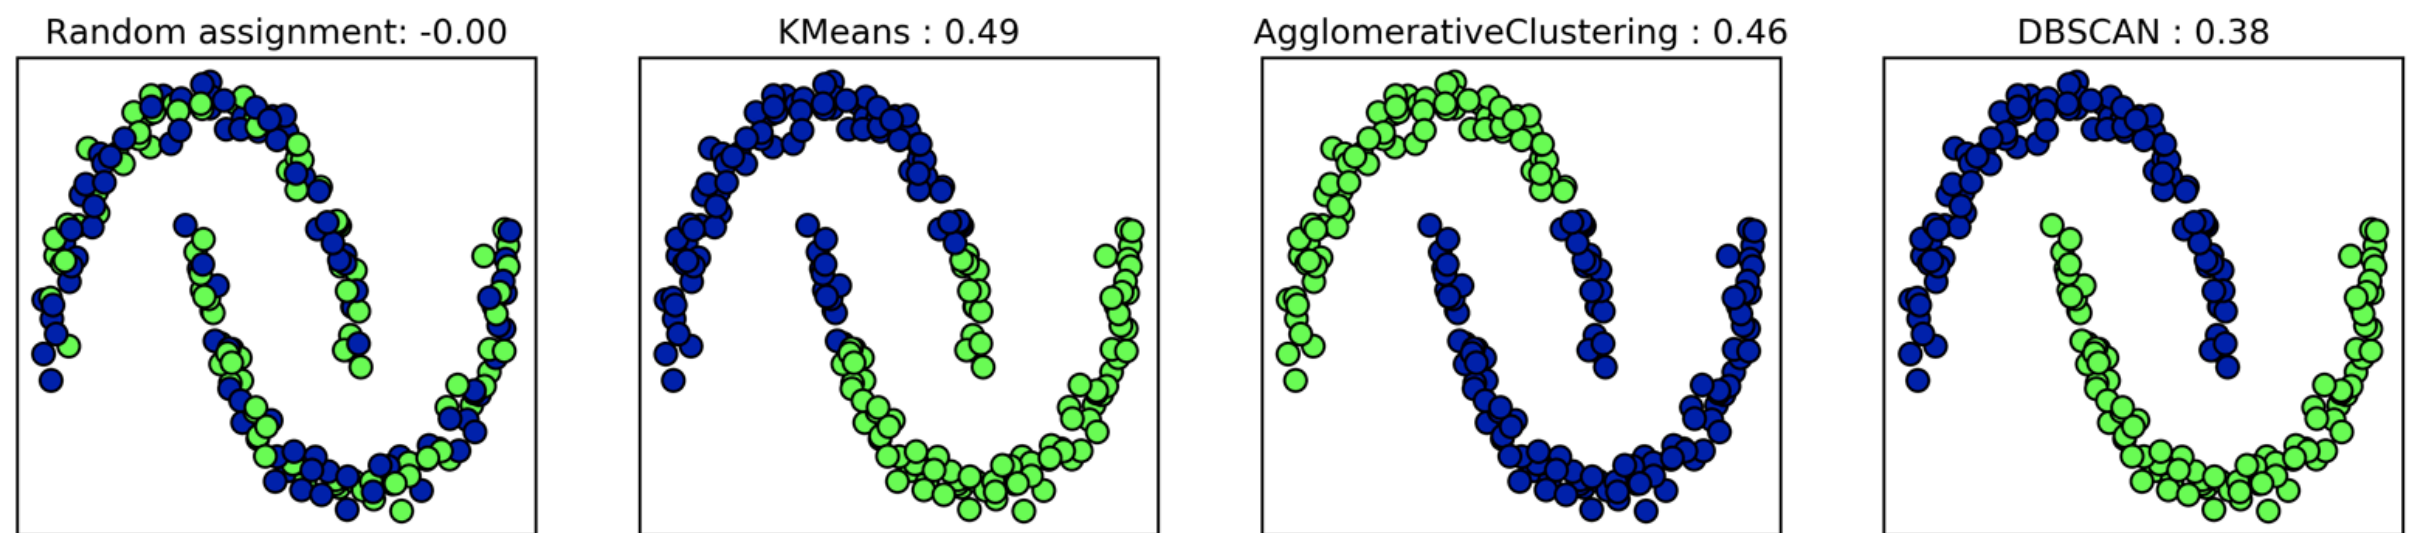 Random assignment: -0.00
KMeans : 0.49
AgglomerativeClustering : 0.46
DBSCAN : 0.38